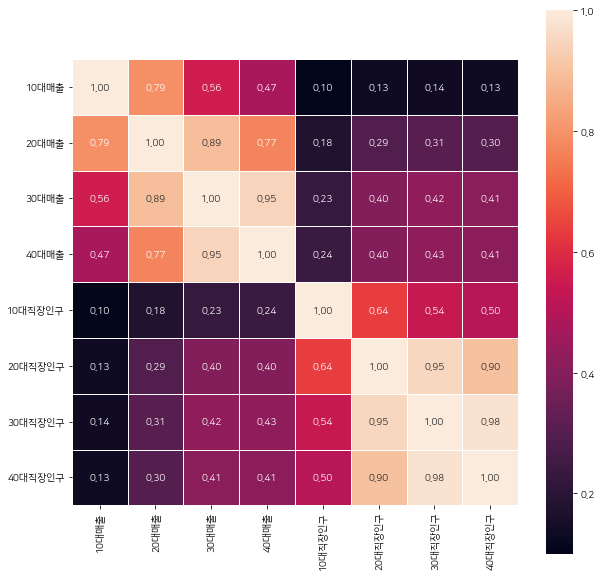 1,0
10대매출 1,00 0,79 0,56 0,47 0,10 0,13 0,14 0,13
0,8
20대매출 0,79 1,00 0,89 0,77 0,18 0,29 0,31 0,30
30대매출 0,56 0,89 1,00 0,95 0,23 0,40 0,42 0,41
0,6
40대매출 0,47 0,77 0,95 1,00 0,24 0,40 0,43 0,41
10대직장인구 0,10 0,18 0,23 0,24 1,00 0,64 0,54 0,50
20대직장인구 0,13 0,29 0,40 0,40 0,64 1,00 0,95 0,90
0,4
30대직장인구 0,14 0,31 0,42 0,43 0,54 0,95 1,00 0,98
40대직장인구 0,13 0,30 0,41 0,41 0,50 0,90 0,98 1,00
0,2
10대매출 20대매출 30대매출 40대매출 10대직장인구 20대직장인구 30대직장인구 40대직장인구